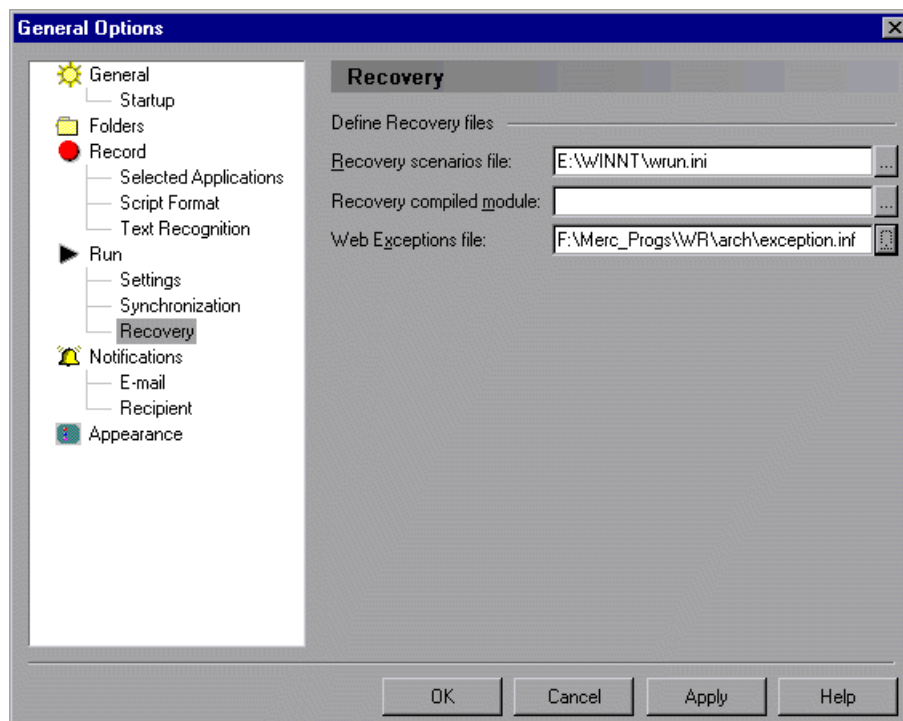 General Options
General
Startup
Folders
Record
Selected Applications
Script Format
Text Recognition
Run
Settings
Synchronization
Recovery
Notifications
E-mail
Recipient
Appearance
Recovery
Define Recovery files
Recovery scenarios file: E:\WINNT\wrun.ini ...
Recovery compiled module: ...
Web Exceptions file: F:\Merc_Progs\WR\arch\exception.inf ...
OK Cancel Apply Help